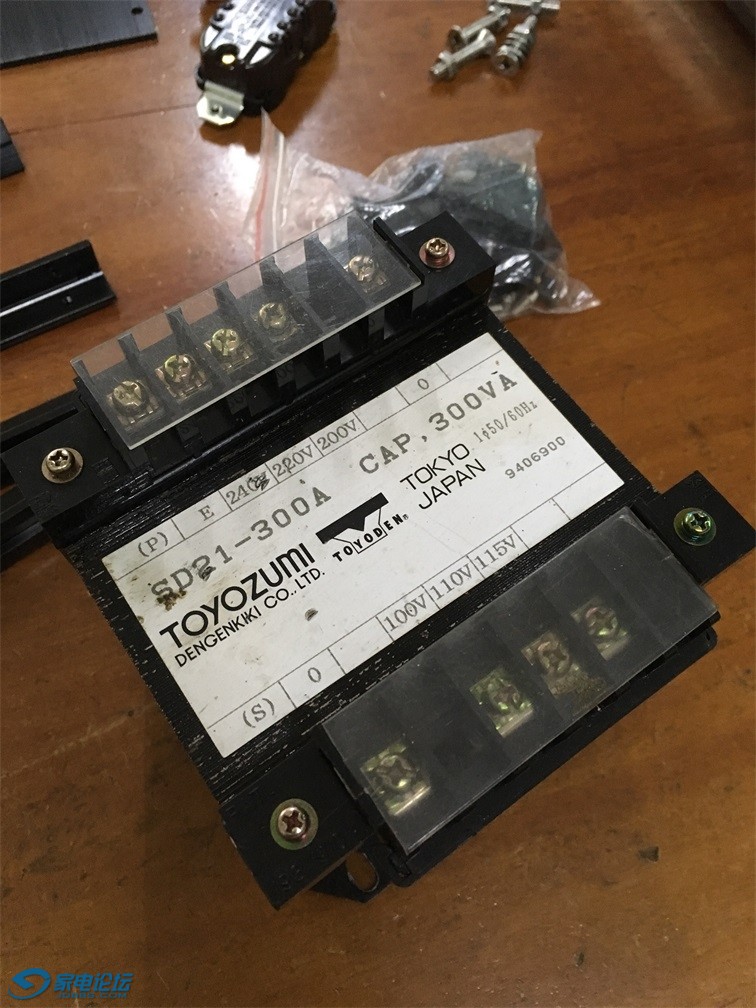 (P) E 240V 220V 200V 0
SD21-300A CAP, 300VA
TOYOZUMI
DENGENKIKI CO.,LTD.
TOYODEN®
TOKYO
JAPAN
1φ50/60Hz
9406900
(S) 0 100V 110V 115V
家电论坛